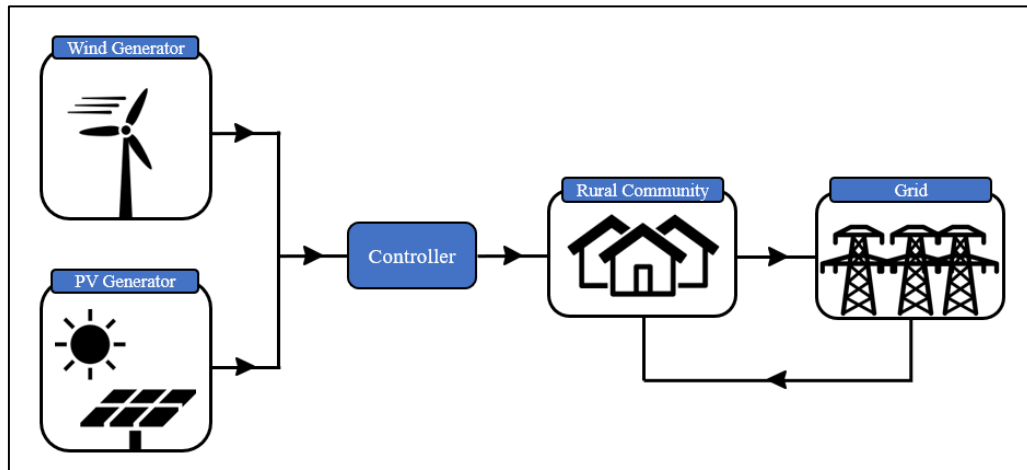 Wind Generator
PV Generator
Controller
Rural Community
Grid